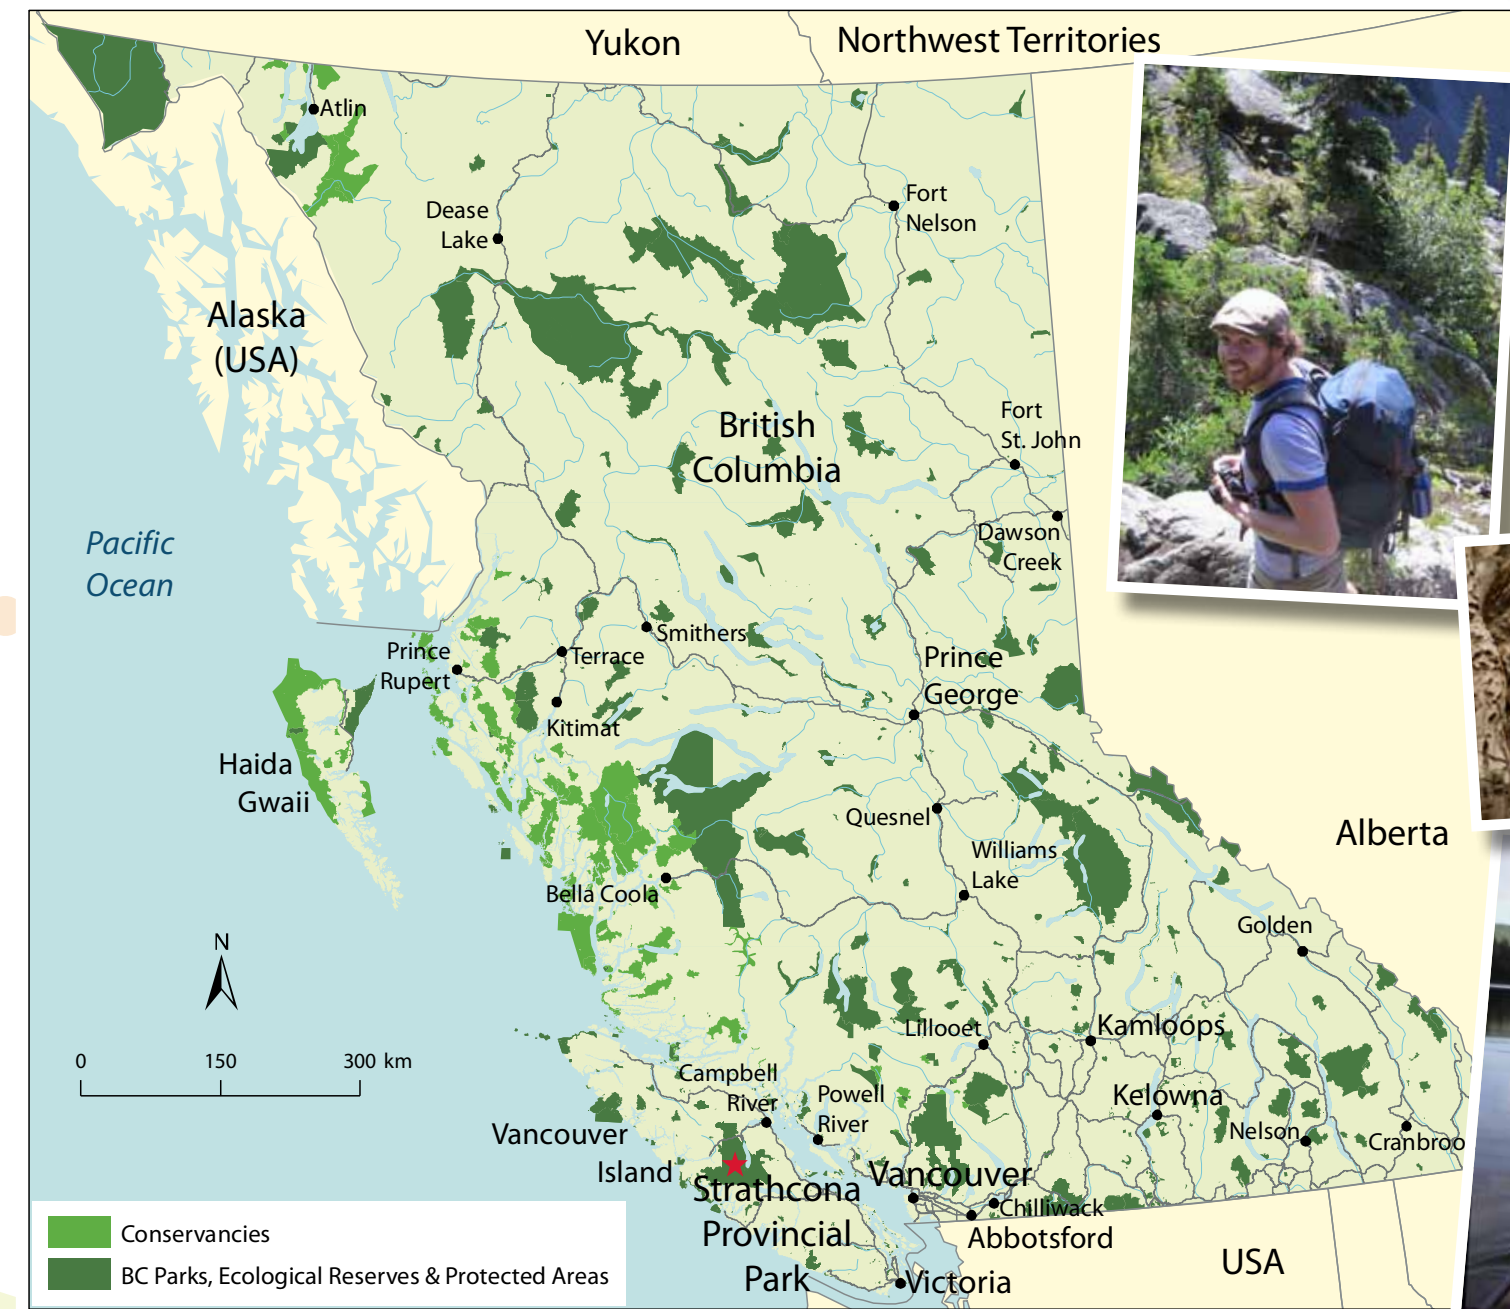 Yukon
Northwest Territories
Atlin
Dease
Lake
Fort
Nelson
Alaska
(USA)
British
Columbia
Fort
St. John
Pacific
Ocean
Dawson
Creek
Prince
Rupert
Terrace
Smithers
Kitimat
Prince
George
Haida
Gwaii
Quesnel
Williams
Lake
Alberta
Bella Coola
Golden
N
0 150 300 km
Lillooet
Kamloops
Campbell
River
Powell
River
Kelowna
Vancouver
Island
Nelson
Cranbroo
Strathcona
Provincial
Park
Vancouver
Chilliwack
Abbotsford
Victoria
USA
Conservancies
BC Parks, Ecological Reserves & Protected Areas